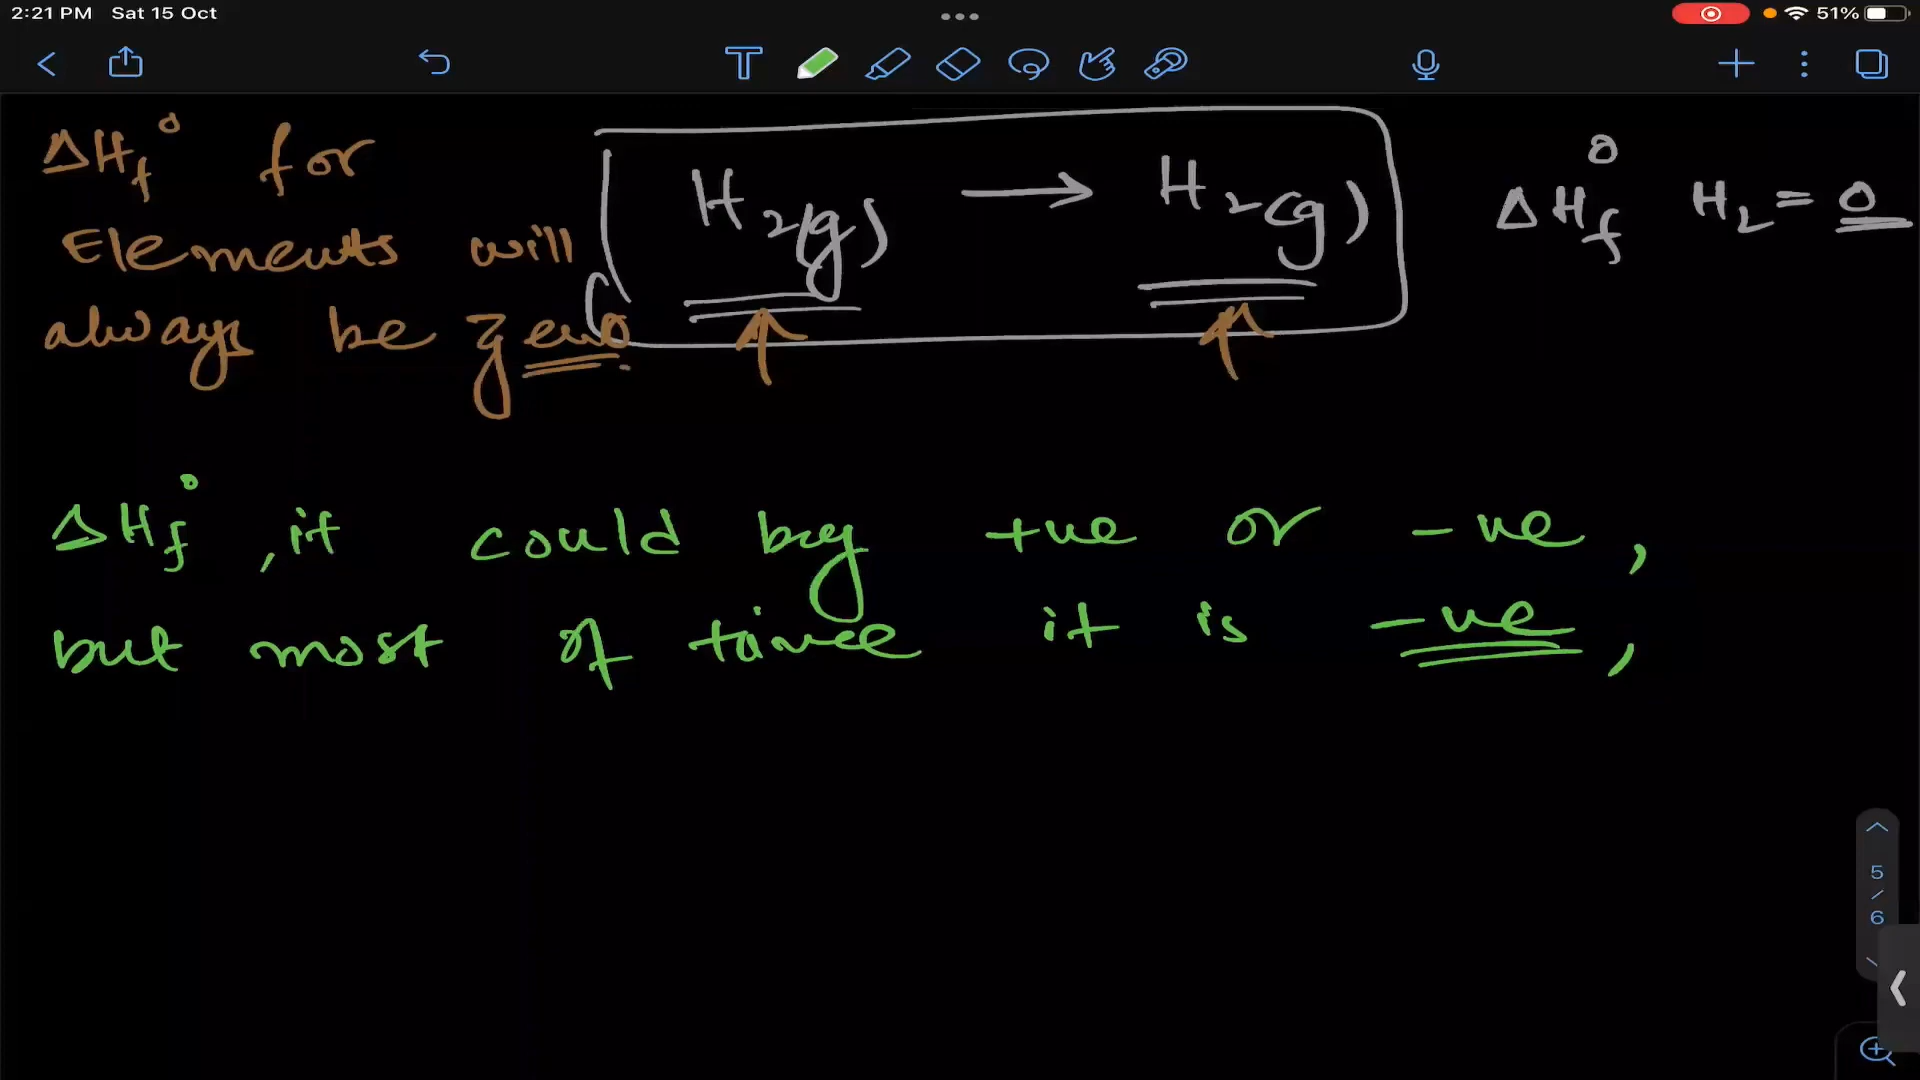 2:21 PM Sat 15 Oct
51%
ΔHf° for
Elements will
always be zero.
H2(g) → H2(g)
ΔHf° H2 = 0
ΔHf°, it could be +ve or -ve,
but most of time it is -ve,
5
/
6